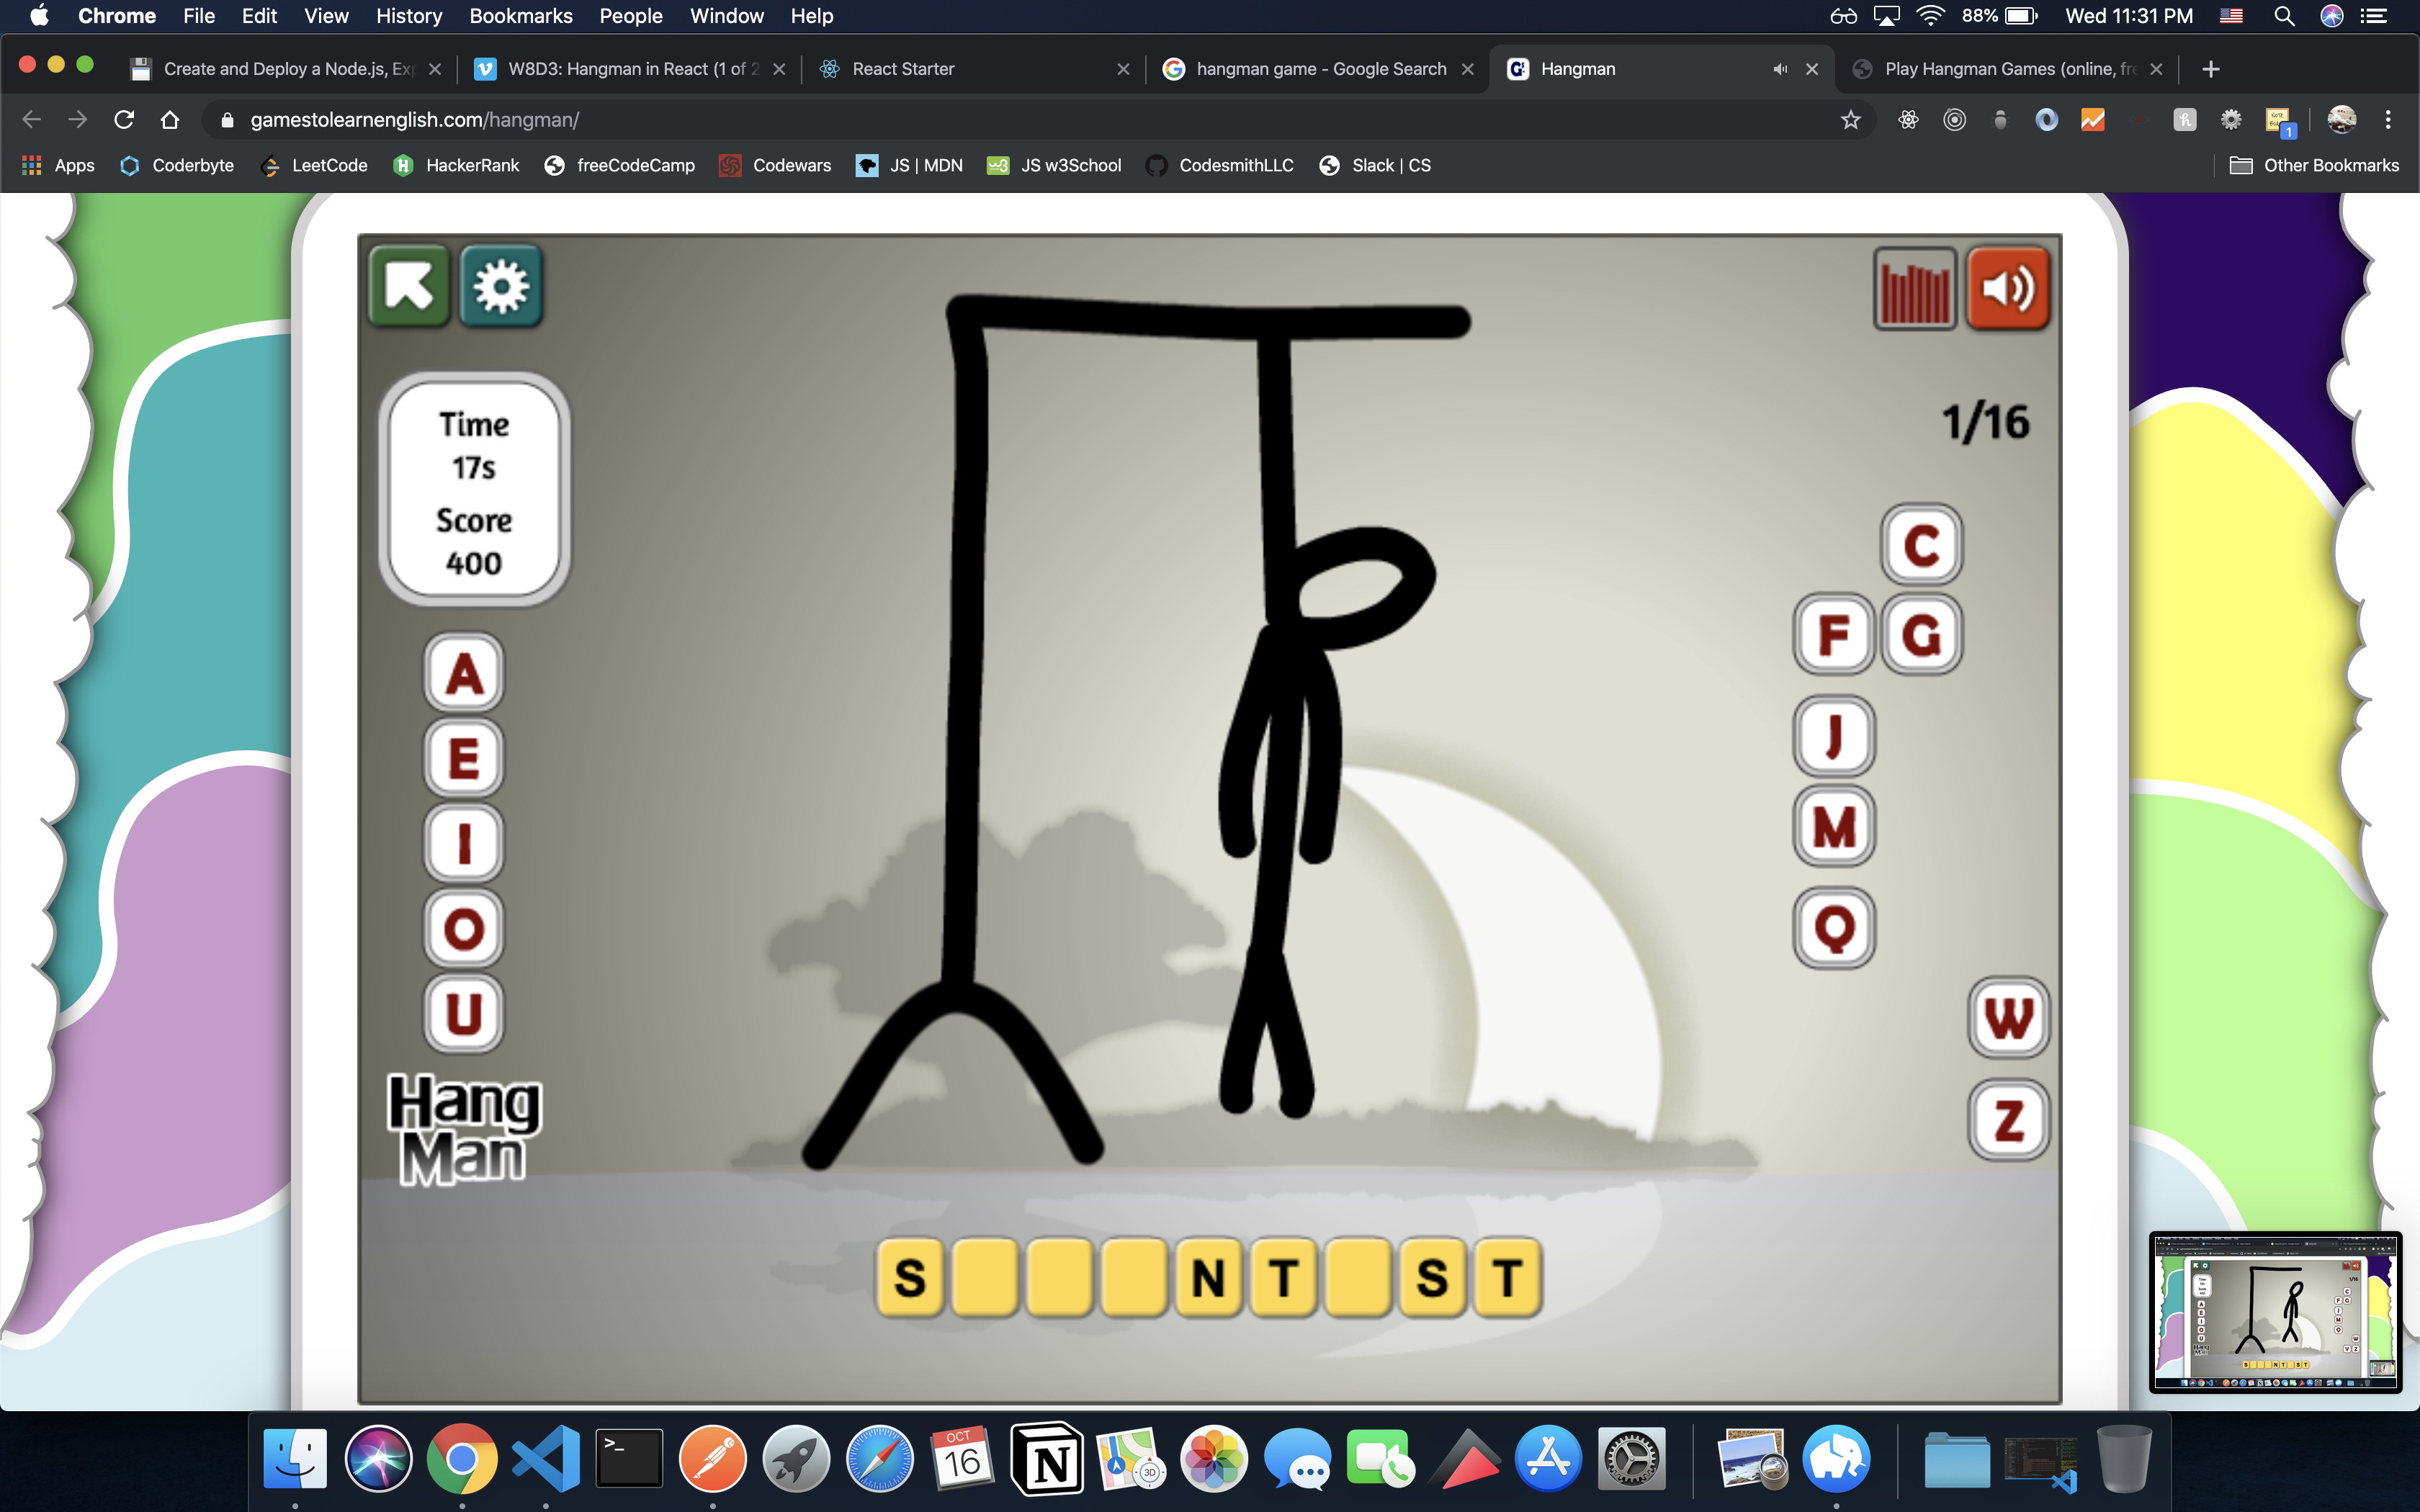 Chrome File Edit View History Bookmarks People Window Help 88% Wed 11:31 PM
Create and Deploy a Node.js, Exp W8D3: Hangman in React (1 of 2 React Starter hangman game - Google Search Hangman Play Hangman Games (online, fre
gamestolearnenglish.com/hangman/
Apps Coderbyte LeetCode HackerRank freeCodeCamp Codewars JS | MDN JS w3School CodesmithLLC Slack | CS Other Bookmarks
Time
17s
Score
400
1/16
C
F G
J
M
Q
W
Z
A
E
I
O
U
Hang
Man
S N T S T
OCT
16
3D